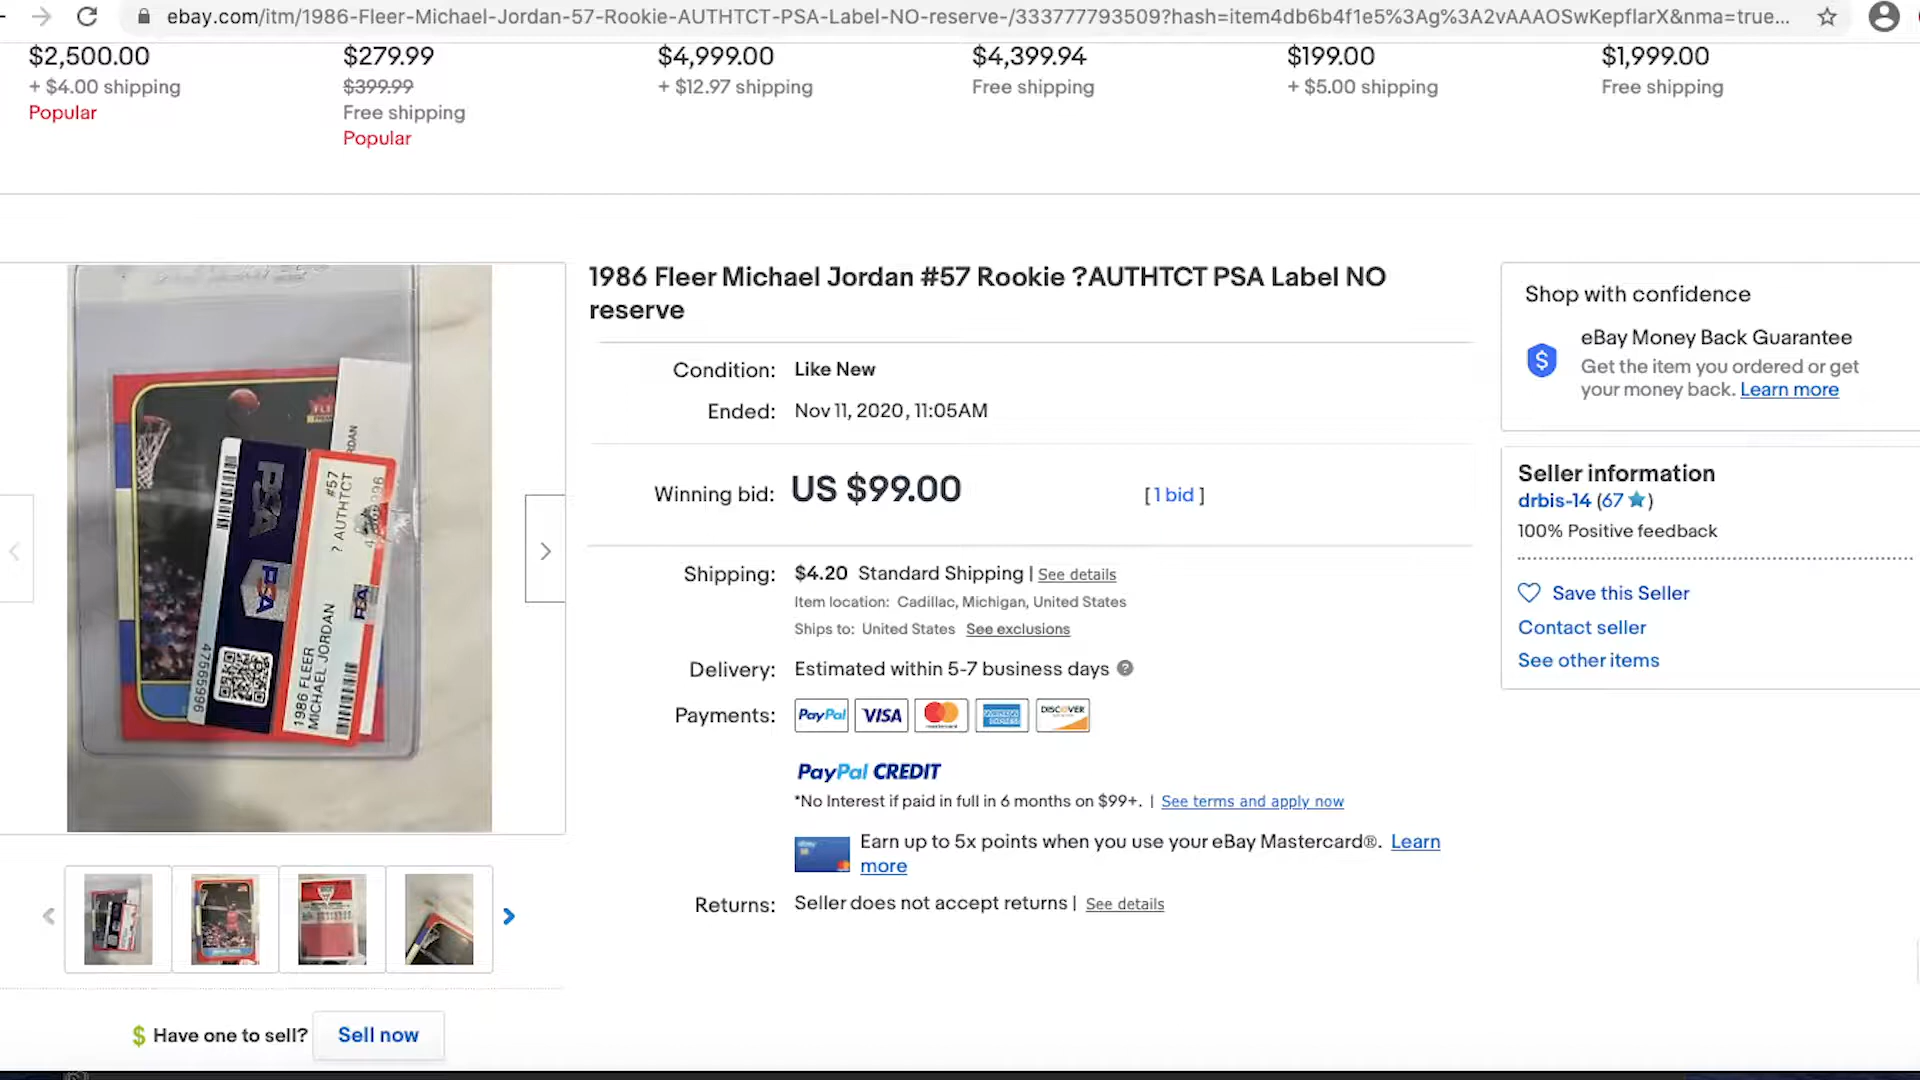 ebay.com/itm/1986-Fleer-Michael-Jordan-57-Rookie-AUTHTCT-PSA-Label-NO-reserve-/333777793509?hash=item4db6b4f1e5%3Ag%3A2vAAAOSwKepflarX&nma=true...
$2,500.00
+ $4.00 shipping
Popular
$279.99
$399.99
Free shipping
Popular
$4,999.00
+ $12.97 shipping
$4,399.94
Free shipping
$199.00
+ $5.00 shipping
$1,999.00
Free shipping
PSA
PSA
47565996
1986 FLEER
MICHAEL JORDAN
#57
? AUTHTCT
PSA
RDAN
1986 Fleer Michael Jordan #57 Rookie ?AUTHTCT PSA Label NO
reserve
Condition: Like New
Ended: Nov 11, 2020, 11:05AM
Winning bid: US $99.00 [ 1 bid ]
Shipping: $4.20 Standard Shipping | See details
Item location: Cadillac, Michigan, United States
Ships to: United States See exclusions
Delivery: Estimated within 5-7 business days ?
Payments: PayPal VISA mastercard DISCOVER
PayPal CREDIT
*No Interest if paid in full in 6 months on $99+. | See terms and apply now
ebay
Earn up to 5x points when you use your eBay Mastercard®. Learn
more
Returns: Seller does not accept returns | See details
Shop with confidence
$
eBay Money Back Guarantee
Get the item you ordered or get
your money back. Learn more
Seller information
drbis-14 (67)
100% Positive feedback
Save this Seller
Contact seller
See other items
$ Have one to sell? Sell now